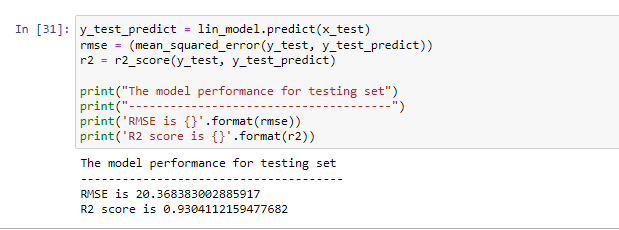 In [31]: y_test_predict = lin_model.predict(x_test)
rmse = (mean_squared_error(y_test, y_test_predict))
r2 = r2_score(y_test, y_test_predict)
print("The model performance for testing set")
print("--------------------------------------")
print('RMSE is {}'.format(rmse))
print('R2 score is {}'.format(r2))
The model performance for testing set
--------------------------------------
RMSE is 20.368383002885917
R2 score is 0.9304112159477682